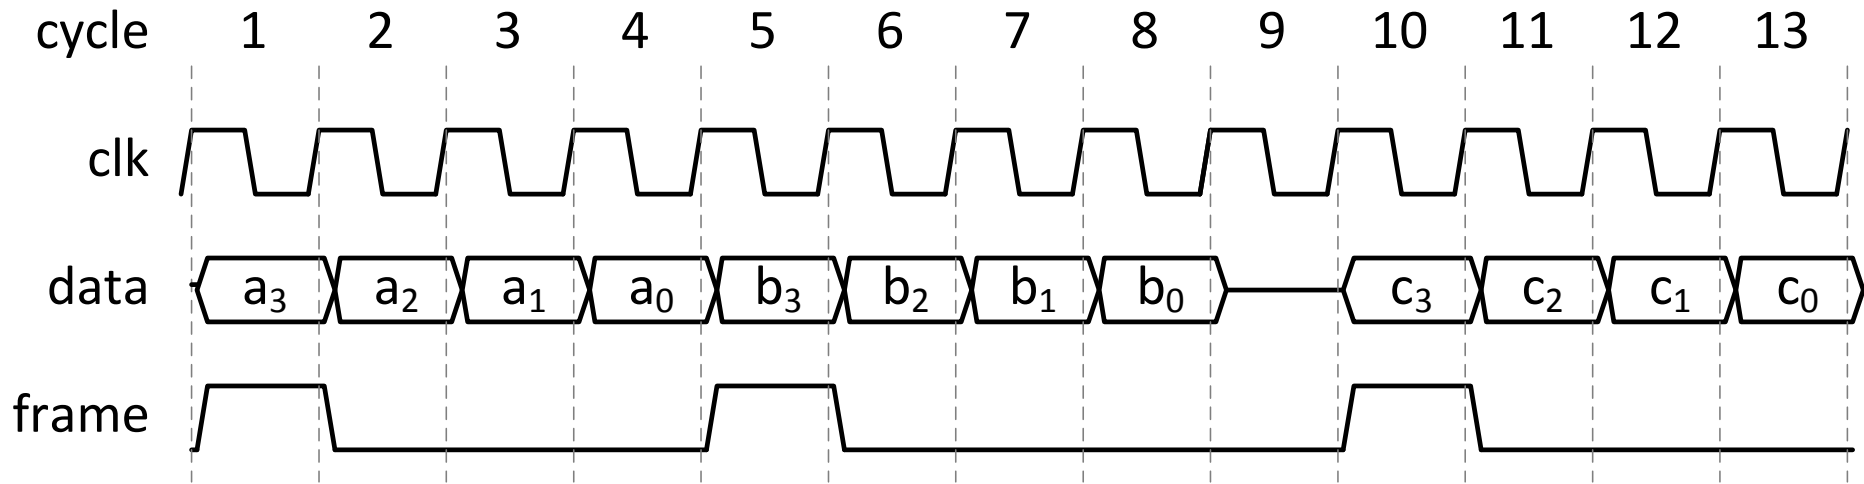 cycle 1 2 3 4 5 6 7 8 9 10 11 12 13
clk
data a₃ a₂ a₁ a₀ b₃ b₂ b₁ b₀ c₃ c₂ c₁ c₀
frame